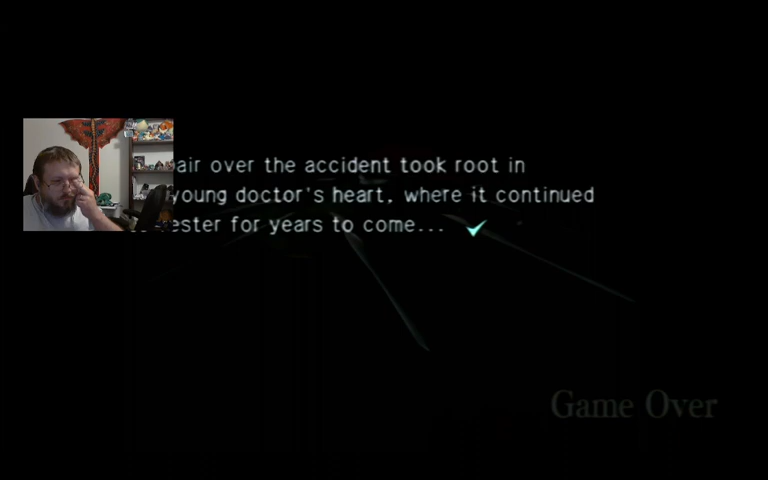 air over the accident took root in
young doctor's heart, where it continued
ester for years to come...
Game Over